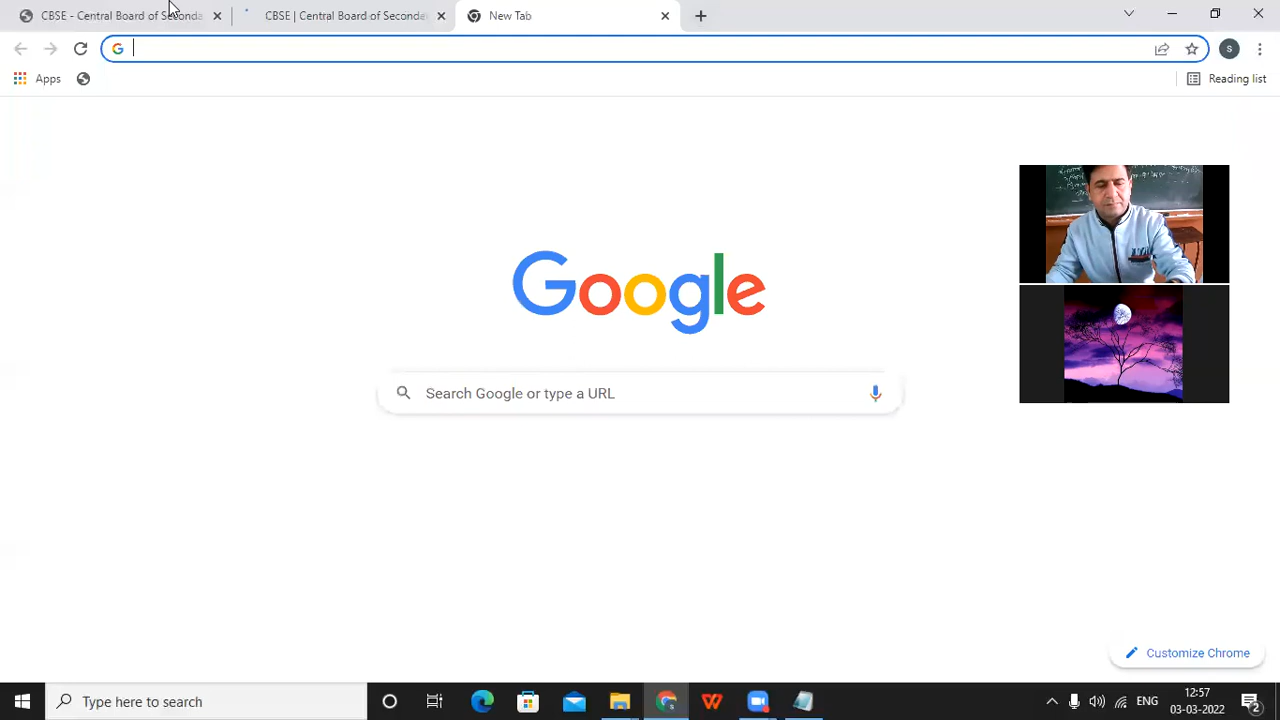 CBSE - Central Board of Seconda
CBSE | Central Board of Seconda
New Tab
S
Apps
Reading list
Google
Search Google or type a URL
Customize Chrome
Type here to search
ENG
12:57
03-03-2022
2